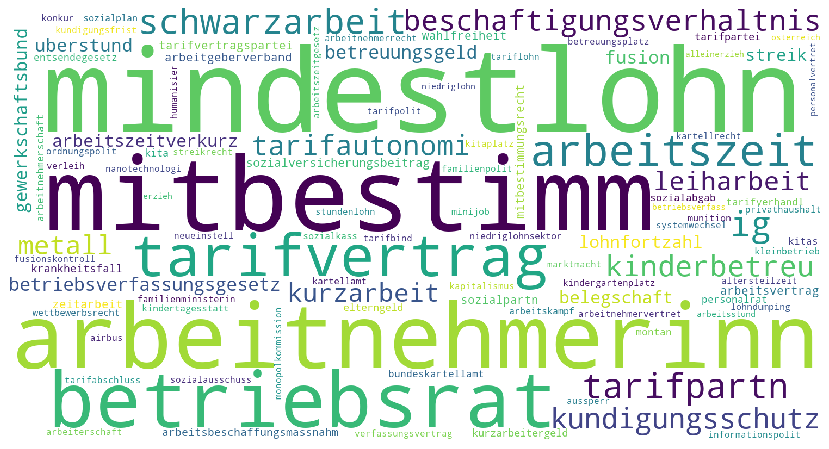 konkur sozialplan schwarzarbeit beschaftigungsverhaltnis
kundigungsfrist arbeitnehmerrecht wahlfreiheit tarifpartei österreich
uberstund tarifvertragspartei betreuungsplatz alleinerzieh
entsendegesetz arbeitgeberverband betreuungsgeld tariflohn fusion streik
gewerkschaftsbund mindestlohn
humanisier arbeitszeitgesetz niedriglohn personalvertret
tarifpolit
arbeitnehmerschaft arbeitszeitverkurz tarifautonomi kitaplatz mitbestimmungsrecht kartellrecht
ordnungspolit kita streikrecht sozialversicherungsbeitrag arbeitszeit
verleih nanotechnologi familienpolit leiharbeit
mitbestimm
erzieh sozialabgab tarifverhandl
stundenlohn minijob betriebsverfass privathaushalt
munition
neueinstell sozialkass tarifbind niedriglohnsektor systemwechsel ig
metall tarifvertrag lohnfortzahl kitas
fusionskontroll kleinbetrieb
krankheitsfall marktmacht kinderbetreu
kartellamt kindergartenplatz
betriebsverfassungsgesetz kurzarbeit kapitalismus altersteilzeit
zeitarbeit familienministerin elterngeld sozialpartn belegschaft arbeitsvertrag
personalrat
wettbewerbsrecht kindertagesstatt arbeitskampf arbeitnehmervertret lohndumping
arbeitsstund
arbeitnehmerinn
airbus monopolkommission montan
bundeskartellamt
tarifabschluss sozialausschuss
betriebsrat tarifpartn
aussperr
kundigungsschutz
arbeiterschaft arbeitsbeschaffungsmassnahm verfassungsvertrag kurzarbeitergeld informationspolit